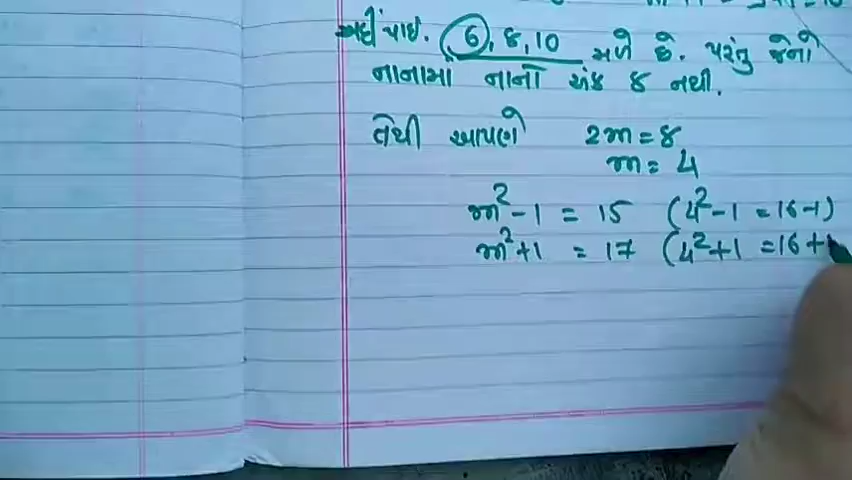 અહીં પાઇ. 6, 8, 10 મળે છે. પરંતુ જેનો
નાનામાં નાનો અંક 8 નથી.
તેથી આપણે 2m = 8
m = 4
m² - 1 = 15 (4² - 1 = 16 - 1)
m² + 1 = 17 (4² + 1 = 16 + 1